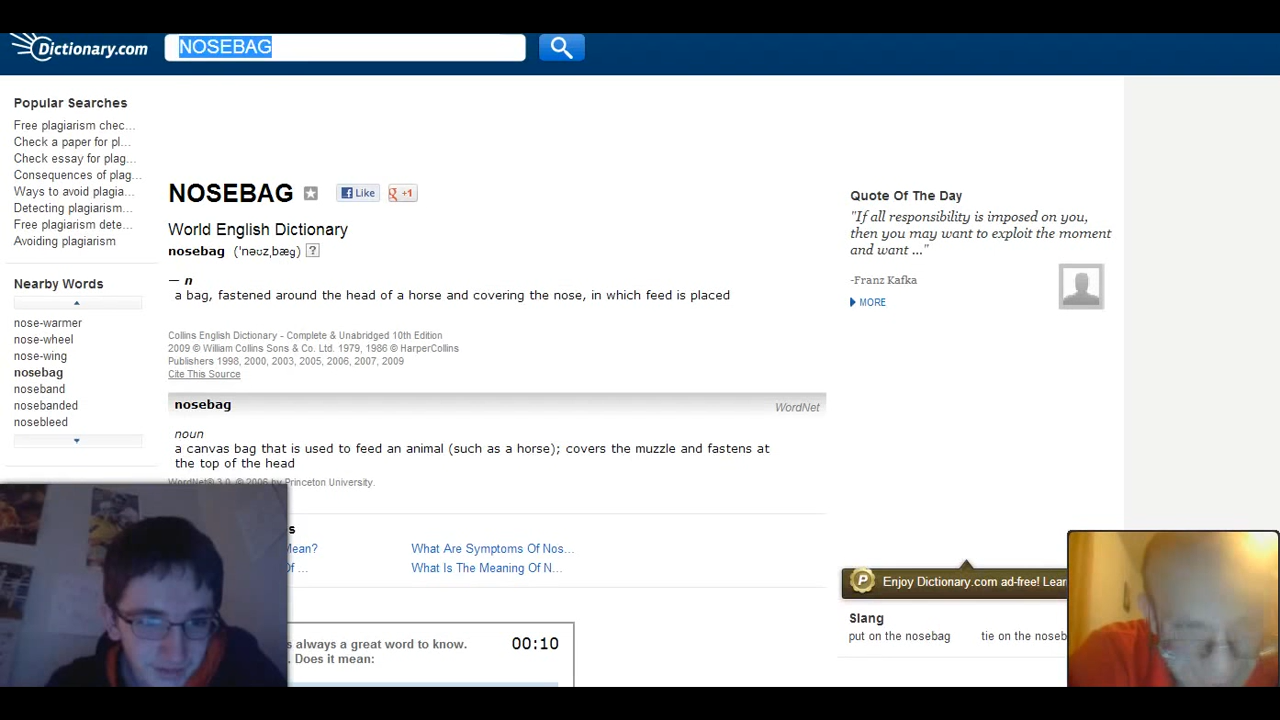 Dictionary.com
NOSEBAG
Popular Searches
Free plagiarism chec...
Check a paper for pl...
Check essay for plag...
Consequences of plag...
Ways to avoid plagia...
Detecting plagiarism...
Free plagiarism dete...
Avoiding plagiarism
Nearby Words
nose-warmer
nose-wheel
nose-wing
nosebag
noseband
nosebanded
nosebleed
NOSEBAG
Like
+1
World English Dictionary
nosebag (ˈnəʊzˌbæɡ) ?
— n
a bag, fastened around the head of a horse and covering the nose, in which feed is placed
Collins English Dictionary - Complete & Unabridged 10th Edition
2009 © William Collins Sons & Co. Ltd. 1979, 1986 © HarperCollins
Publishers 1998, 2000, 2003, 2005, 2006, 2007, 2009
Cite This Source
nosebag
WordNet
noun
a canvas bag that is used to feed an animal (such as a horse); covers the muzzle and fastens at
the top of the head
WordNet® 3.0, © 2006 by Princeton University.
s
Mean?
What Are Symptoms Of Nos...
Of ...
What Is The Meaning Of N...
s always a great word to know.
. Does it mean:
00:10
Quote Of The Day
"If all responsibility is imposed on you,
then you may want to exploit the moment
and want ..."
-Franz Kafka
MORE
P
Enjoy Dictionary.com ad-free! Lear
Slang
put on the nosebag
tie on the noseb